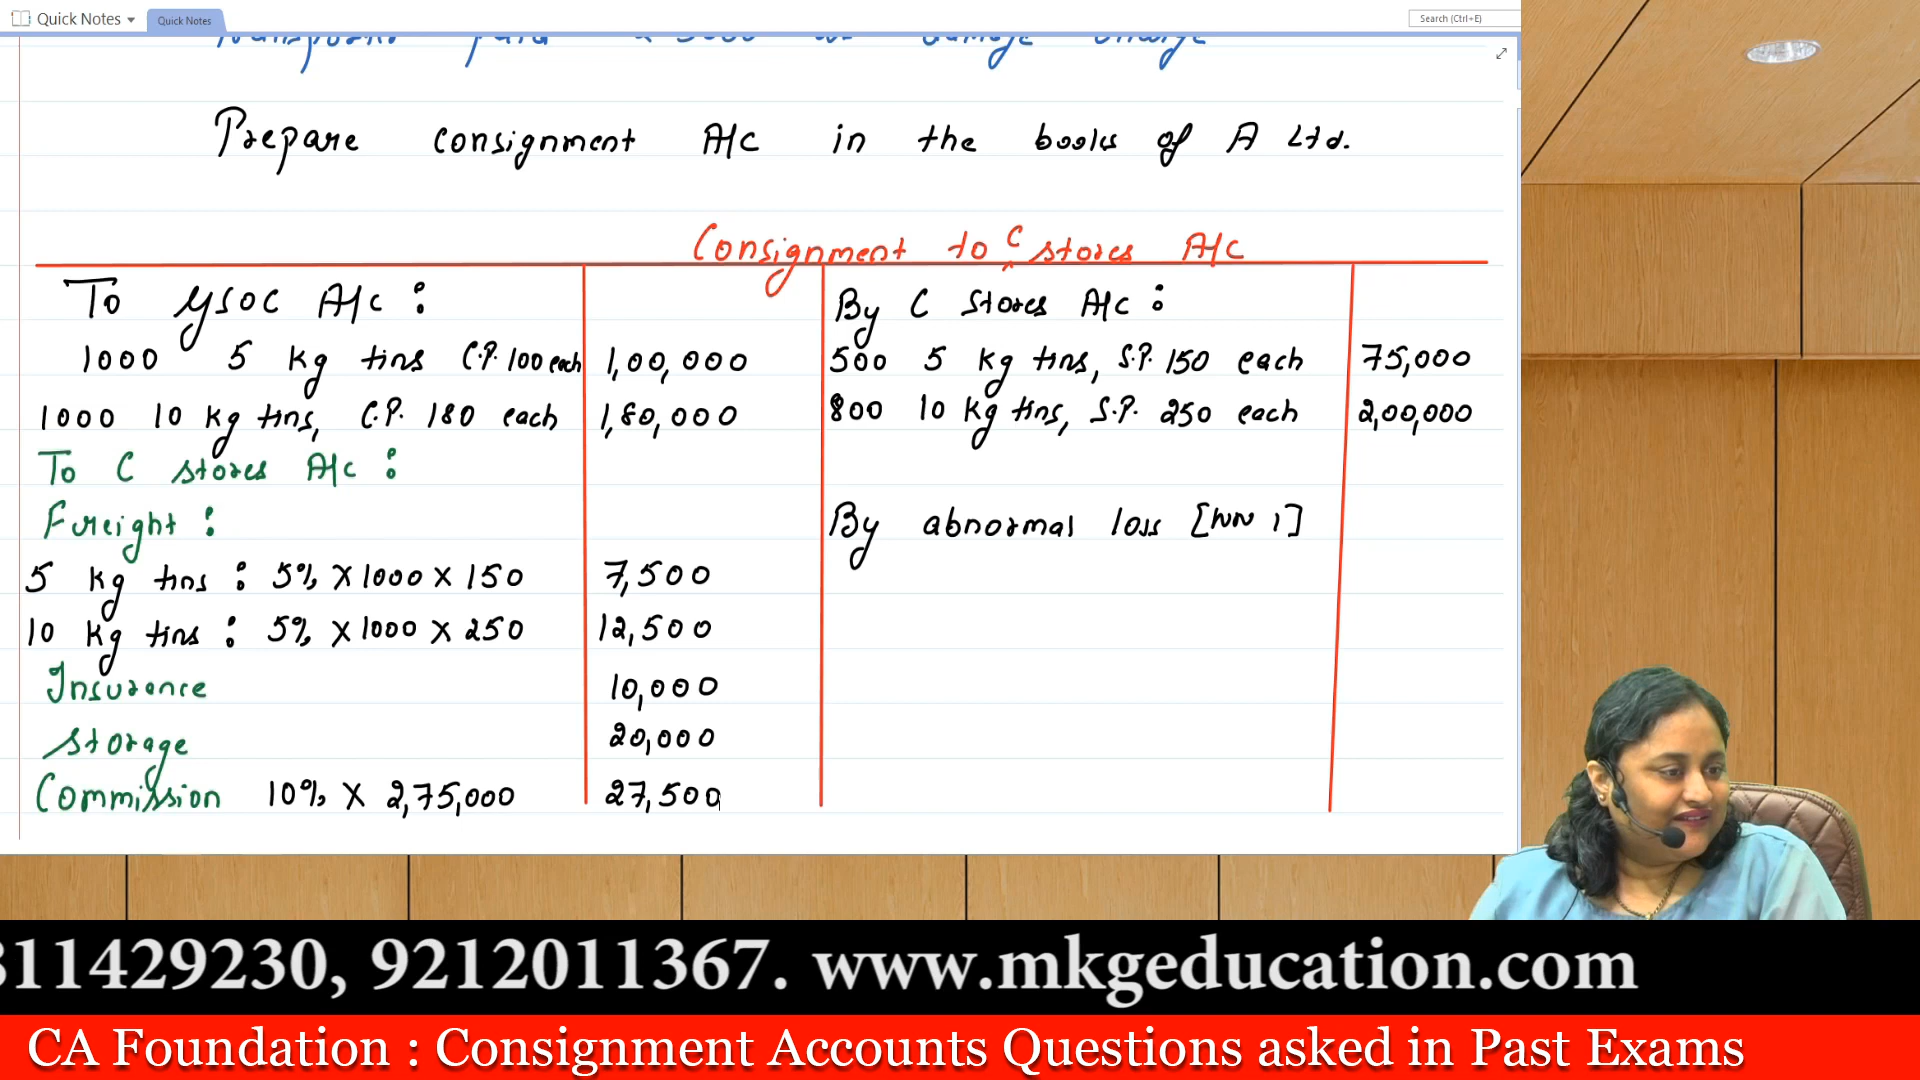 Quick Notes
Quick Notes
Search (Ctrl+E)
Prepare consignment A/c in the books of A Ltd.
Consignment to C stores A/c
To GSOC A/c :
1000 5 kg tins C.P. 100 each 1,00,000
1000 10 kg tins, C.P. 180 each 1,80,000
To C stores A/c :
Freight :
5 kg tins : 5% X 1000 X 150 7,500
10 kg tins : 5% X 1000 X 250 12,500
Insurance 10,000
Storage 20,000
Commission 10% X 2,75,000 27,500
By C Stores A/c :
500 5 kg tins, S.P. 150 each 75,000
800 10 kg tins, S.P. 250 each 2,00,000
By abnormal loss [WN 1]
311429230, 9212011367. www.mkgeducation.com
CA Foundation : Consignment Accounts Questions asked in Past Exams